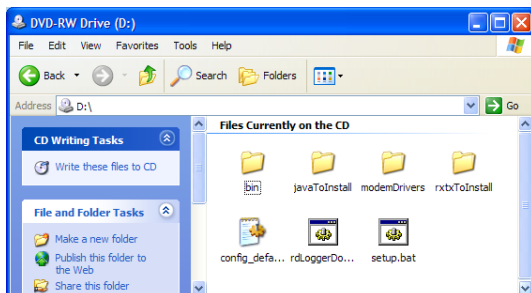 DVD-RW Drive (D:)
File Edit View Favorites Tools Help
Back Search Folders
Address D:\ Go
CD Writing Tasks
Write these files to CD
File and Folder Tasks
Make a new folder
Publish this folder to
the Web
Share this folder
Files Currently on the CD
bin javaToInstall modemDrivers rxtxToInstall
config_defa... rdLoggerDo... setup.bat